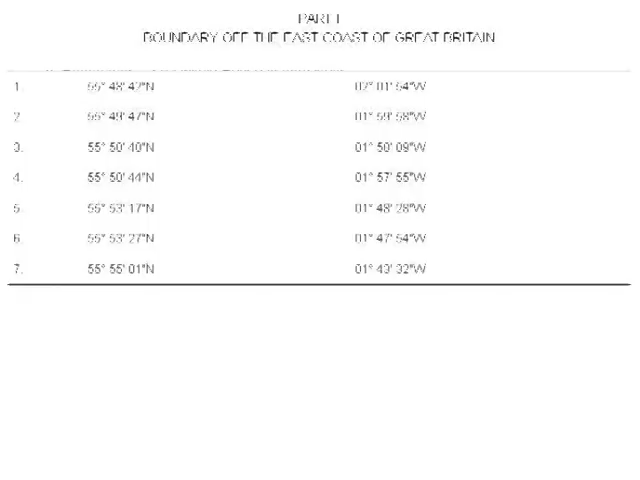 PART I
BOUNDARY OFF THE EAST COAST OF GREAT BRITAIN
1. 55° 48' 42"N 02° 01' 54"W
2. 55° 49' 47"N 01° 59' 58"W
3. 55° 50' 40"N 01° 50' 09"W
4. 55° 50' 44"N 01° 57' 55"W
5. 55° 53' 17"N 01° 48' 28"W
6. 55° 53' 27"N 01° 47' 54"W
7. 55° 55' 01"N 01° 43' 32"W